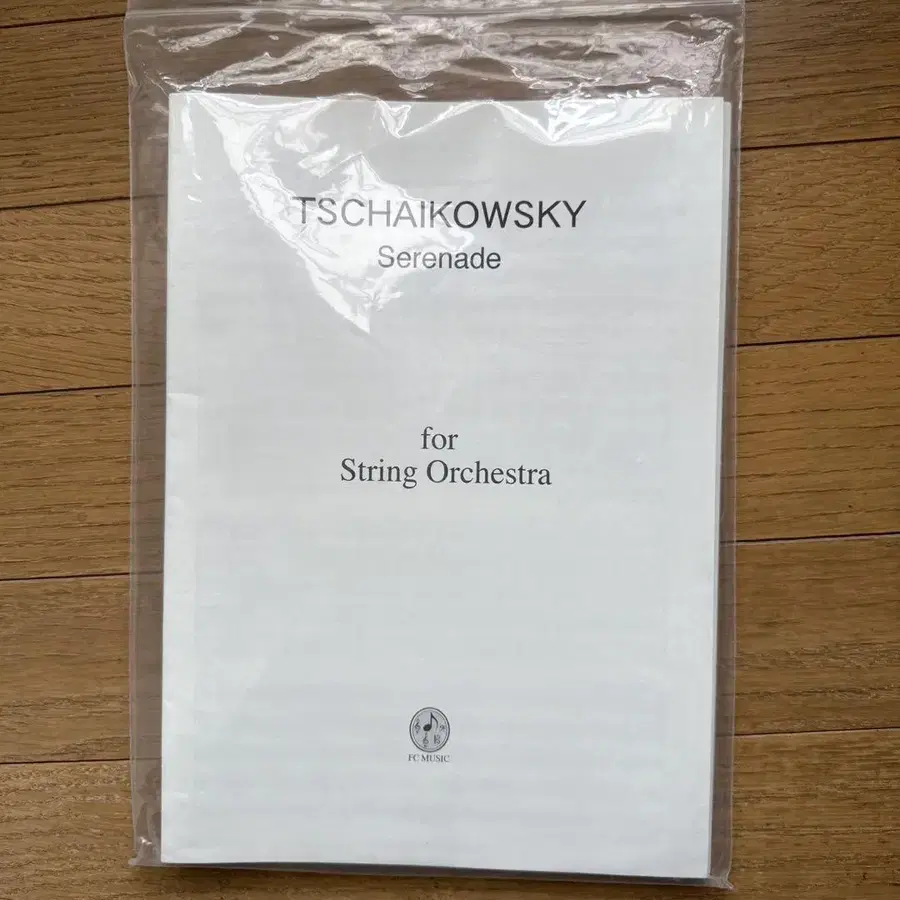 TSCHAIKOWSKY
Serenade
for
String Orchestra
FC MUSIC